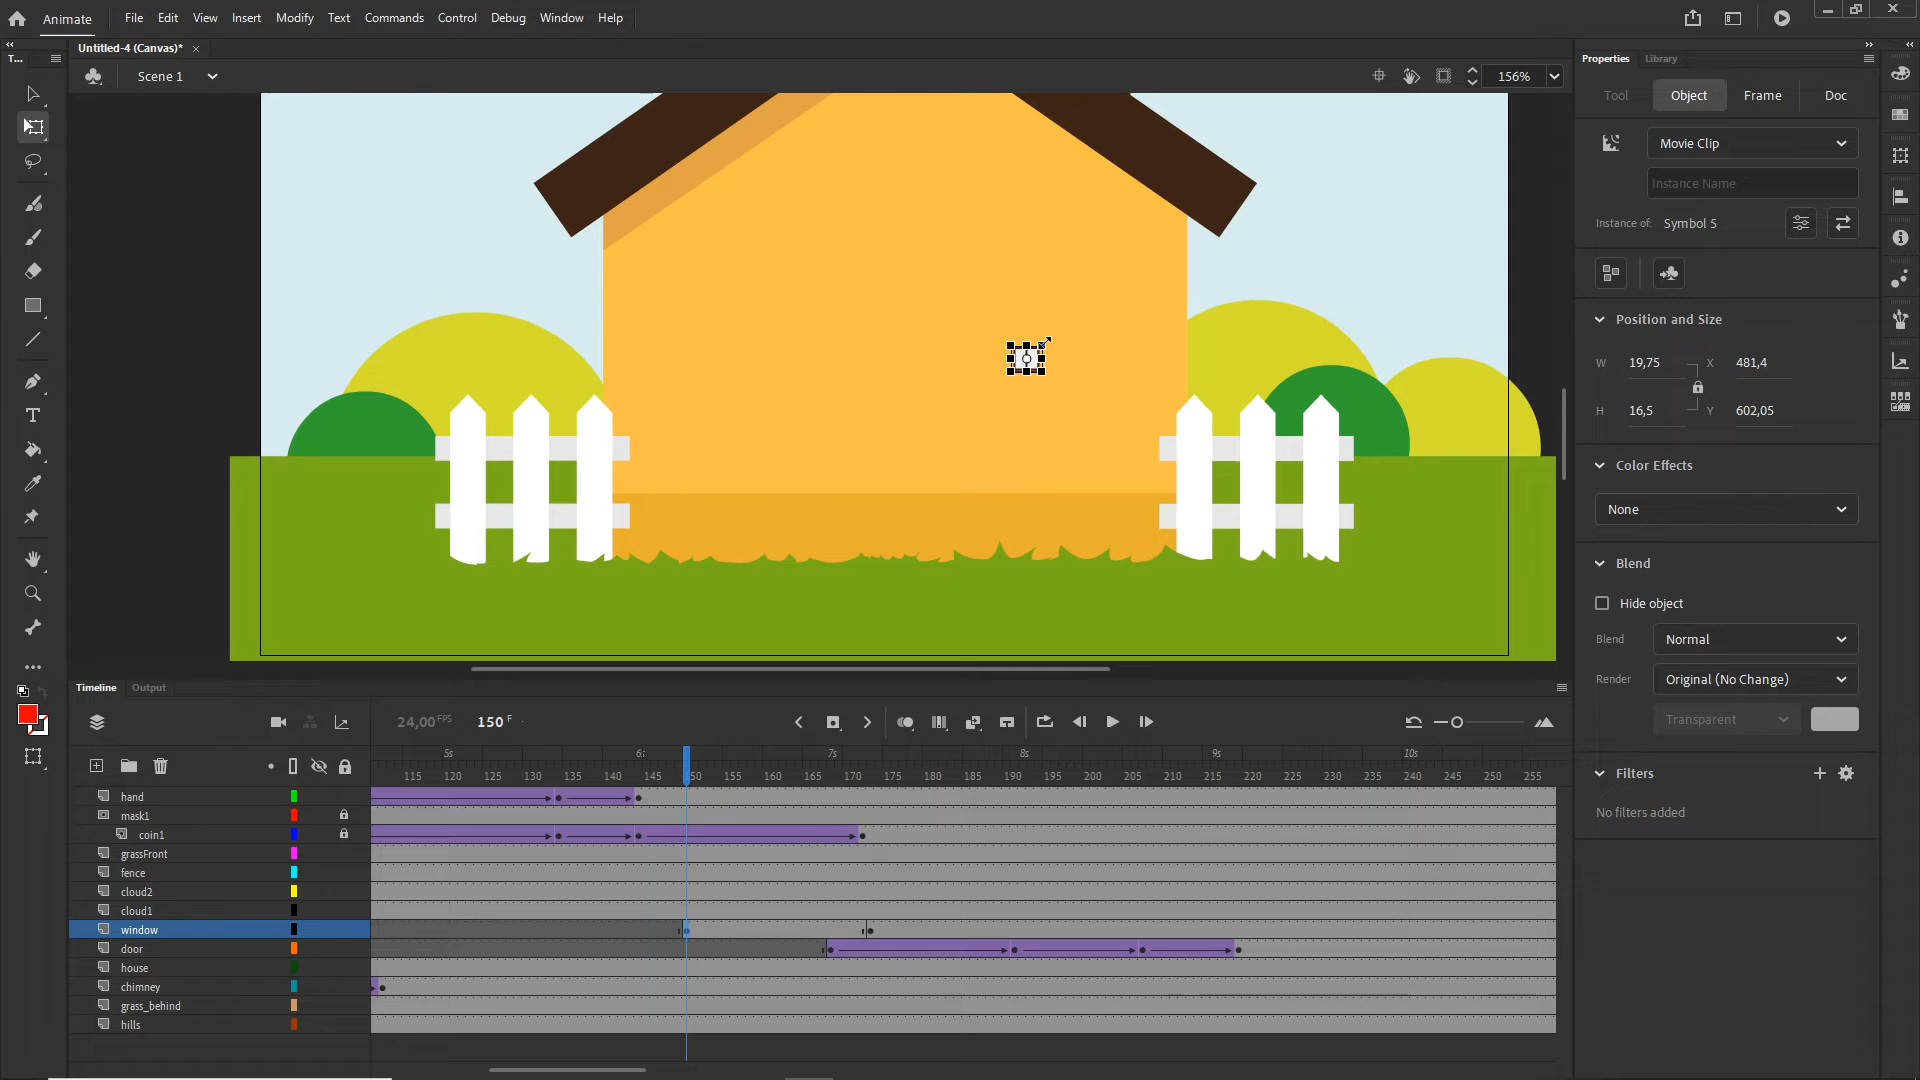 Animate File Edit View Insert Modify Text Commands Control Debug Window Help
Untitled-4 (Canvas)* ×
Scene 1 156%
T...
Properties Library
Tool Object Frame Doc
Movie Clip
Instance Name
Instance of: Symbol 5
Position and Size
W 19,75 X 481,4
H 16,5 Y 602,05
Color Effects
None
Blend
Hide object
Blend Normal
Render Original (No Change)
Transparent
Filters
No filters added
Timeline Output
24,00 FPS 150 F
5s 6s 7s 8s 9s 10s
115 120 125 130 135 140 145 150 155 160 165 170 175 180 185 190 195 200 205 210 215 220 225 230 235 240 245 250 255
hand
mask1
coin1
grassFront
fence
cloud2
cloud1
window
door
house
chimney
grass_behind
hills